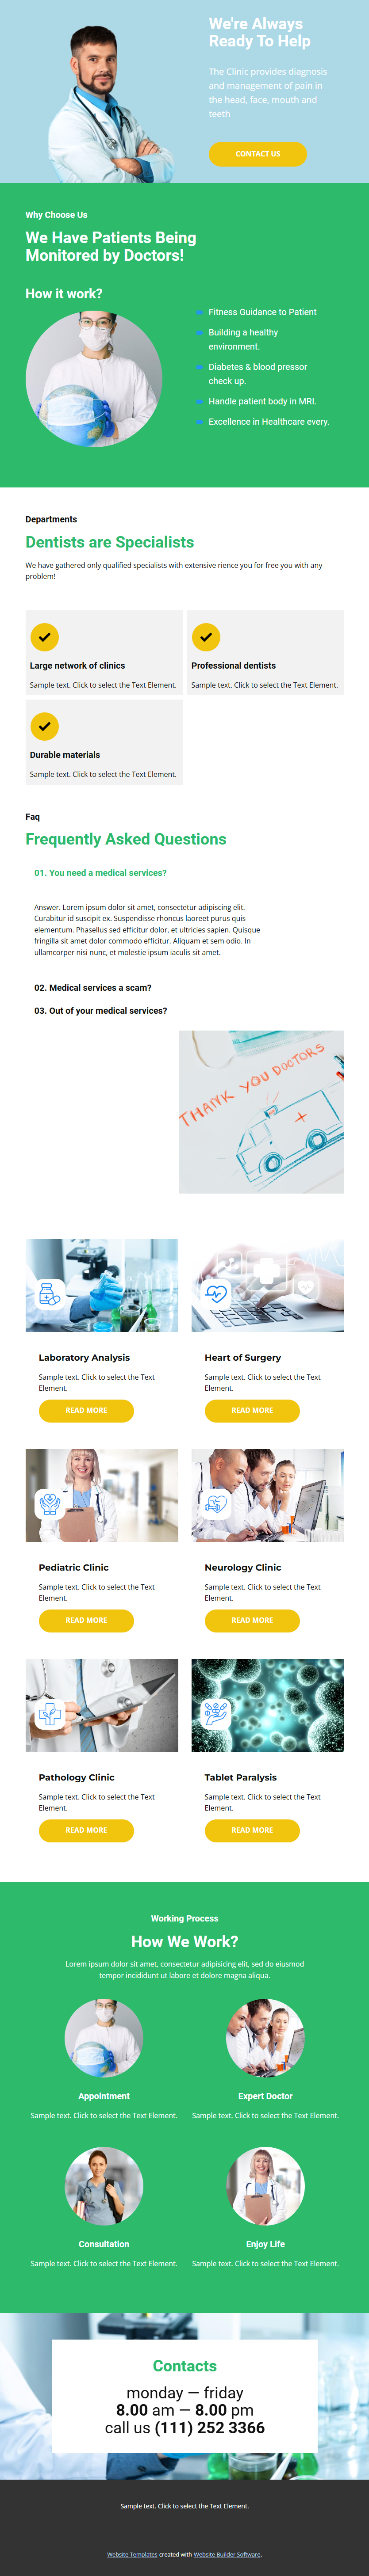 We're Always
Ready To Help
The Clinic provides diagnosis
and management of pain in
the head, face, mouth and
teeth
CONTACT US
Why Choose Us
We Have Patients Being
Monitored by Doctors!
How it work?
Fitness Guidance to Patient
Building a healthy
environment.
Diabetes & blood pressor
check up.
Handle patient body in MRI.
Excellence in Healthcare every.
Departments
Dentists are Specialists
We have gathered only qualified specialists with extensive rience you for free you with any
problem!
Large network of clinics
Sample text. Click to select the Text Element.
Professional dentists
Sample text. Click to select the Text Element.
Durable materials
Sample text. Click to select the Text Element.
Faq
Frequently Asked Questions
01. You need a medical services?
Answer. Lorem ipsum dolor sit amet, consectetur adipiscing elit.
Curabitur id suscipit ex. Suspendisse rhoncus laoreet purus quis
elementum. Phasellus sed efficitur dolor, et ultricies sapien. Quisque
fringilla sit amet dolor commodo efficitur. Aliquam et sem odio. In
ullamcorper nisi nunc, et molestie ipsum iaculis sit amet.
02. Medical services a scam?
03. Out of your medical services?
THANK YOU DOCTORS
Laboratory Analysis
Sample text. Click to select the Text
Element.
READ MORE
Heart of Surgery
Sample text. Click to select the Text
Element.
READ MORE
Pediatric Clinic
Sample text. Click to select the Text
Element.
READ MORE
Neurology Clinic
Sample text. Click to select the Text
Element.
READ MORE
Pathology Clinic
Sample text. Click to select the Text
Element.
READ MORE
Tablet Paralysis
Sample text. Click to select the Text
Element.
READ MORE
Working Process
How We Work?
Lorem ipsum dolor sit amet, consectetur adipisicing elit, sed do eiusmod
tempor incididunt ut labore et dolore magna aliqua.
Appointment
Sample text. Click to select the Text Element.
Expert Doctor
Sample text. Click to select the Text Element.
Consultation
Sample text. Click to select the Text Element.
Enjoy Life
Sample text. Click to select the Text Element.
Contacts
monday — friday
8.00 am — 8.00 pm
call us (111) 252 3366
Sample text. Click to select the Text Element.
Website Templates created with Website Builder Software.